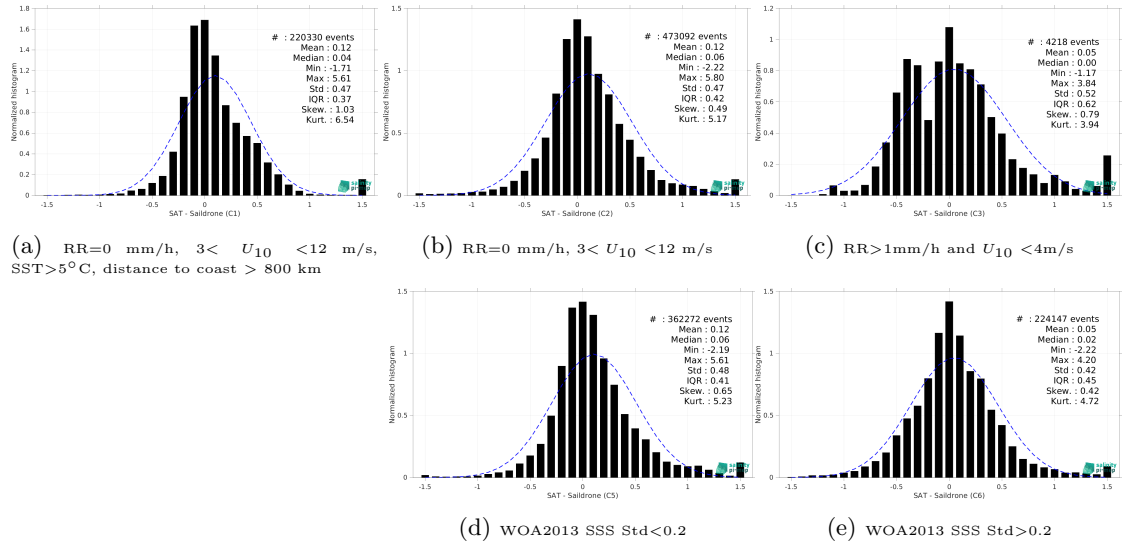 1.8
1.6
1.4
1.2
1
0.8
0.6
0.4
0.2
0
Normalized histogram
# : 220330 events
Mean : 0.12
Median : 0.04
Min : -1.71
Max : 5.61
Std : 0.47
IQR : 0.37
Skew. : 1.03
Kurt. : 6.54
-1.5 -1 -0.5 0 0.5 1 1.5
SAT - Saildrone (C1)
(a) RR=0 mm/h, 3< U10 <12 m/s,
SST>5°C, distance to coast > 800 km
1.5
1
0.5
0
Normalized histogram
# : 473092 events
Mean : 0.12
Median : 0.06
Min : -2.22
Max : 5.80
Std : 0.47
IQR : 0.42
Skew. : 0.49
Kurt. : 5.17
-1.5 -1 -0.5 0 0.5 1 1.5
SAT - Saildrone (C2)
(b) RR=0 mm/h, 3< U10 <12 m/s
1.2
1
0.8
0.6
0.4
0.2
0
Normalized histogram
# : 4218 events
Mean : 0.05
Median : 0.00
Min : -1.17
Max : 3.84
Std : 0.52
IQR : 0.62
Skew. : 0.79
Kurt. : 3.94
-1.5 -1 -0.5 0 0.5 1 1.5
SAT - Saildrone (C3)
(c) RR>1mm/h and U10 <4m/s
1.5
1
0.5
0
Normalized histogram
# : 362272 events
Mean : 0.12
Median : 0.06
Min : -2.19
Max : 5.61
Std : 0.48
IQR : 0.41
Skew. : 0.65
Kurt. : 5.23
-1.5 -1 -0.5 0 0.5 1 1.5
SAT - Saildrone (C5)
(d) WOA2013 SSS Std<0.2
1.5
1
0.5
0
Normalized histogram
# : 224147 events
Mean : 0.05
Median : 0.02
Min : -2.22
Max : 4.20
Std : 0.42
IQR : 0.45
Skew. : 0.42
Kurt. : 4.72
-1.5 -1 -0.5 0 0.5 1 1.5
SAT - Saildrone (C6)
(e) WOA2013 SSS Std>0.2